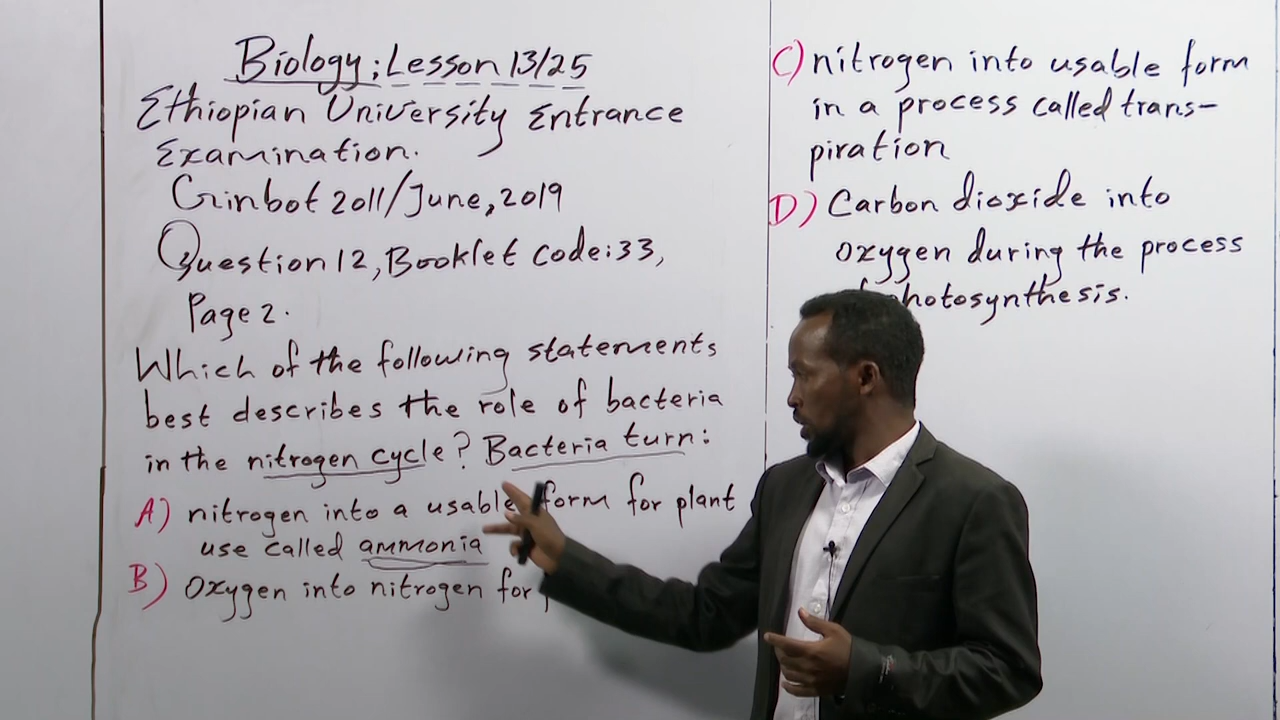 Biology; Lesson 13/25
Ethiopian University Entrance
Examination.
Ginbot 2011/June, 2019
Question 12, Booklet code: 33,
Page 2.
Which of the following statements
best describes the role of bacteria
in the nitrogen cycle? Bacteria turn:
A) nitrogen into a usable form for plant
use called ammonia
B) Oxygen into nitrogen for
C) nitrogen into usable form
in a process called trans-
piration
D) Carbon dioxide into
oxygen during the process
photosynthesis.